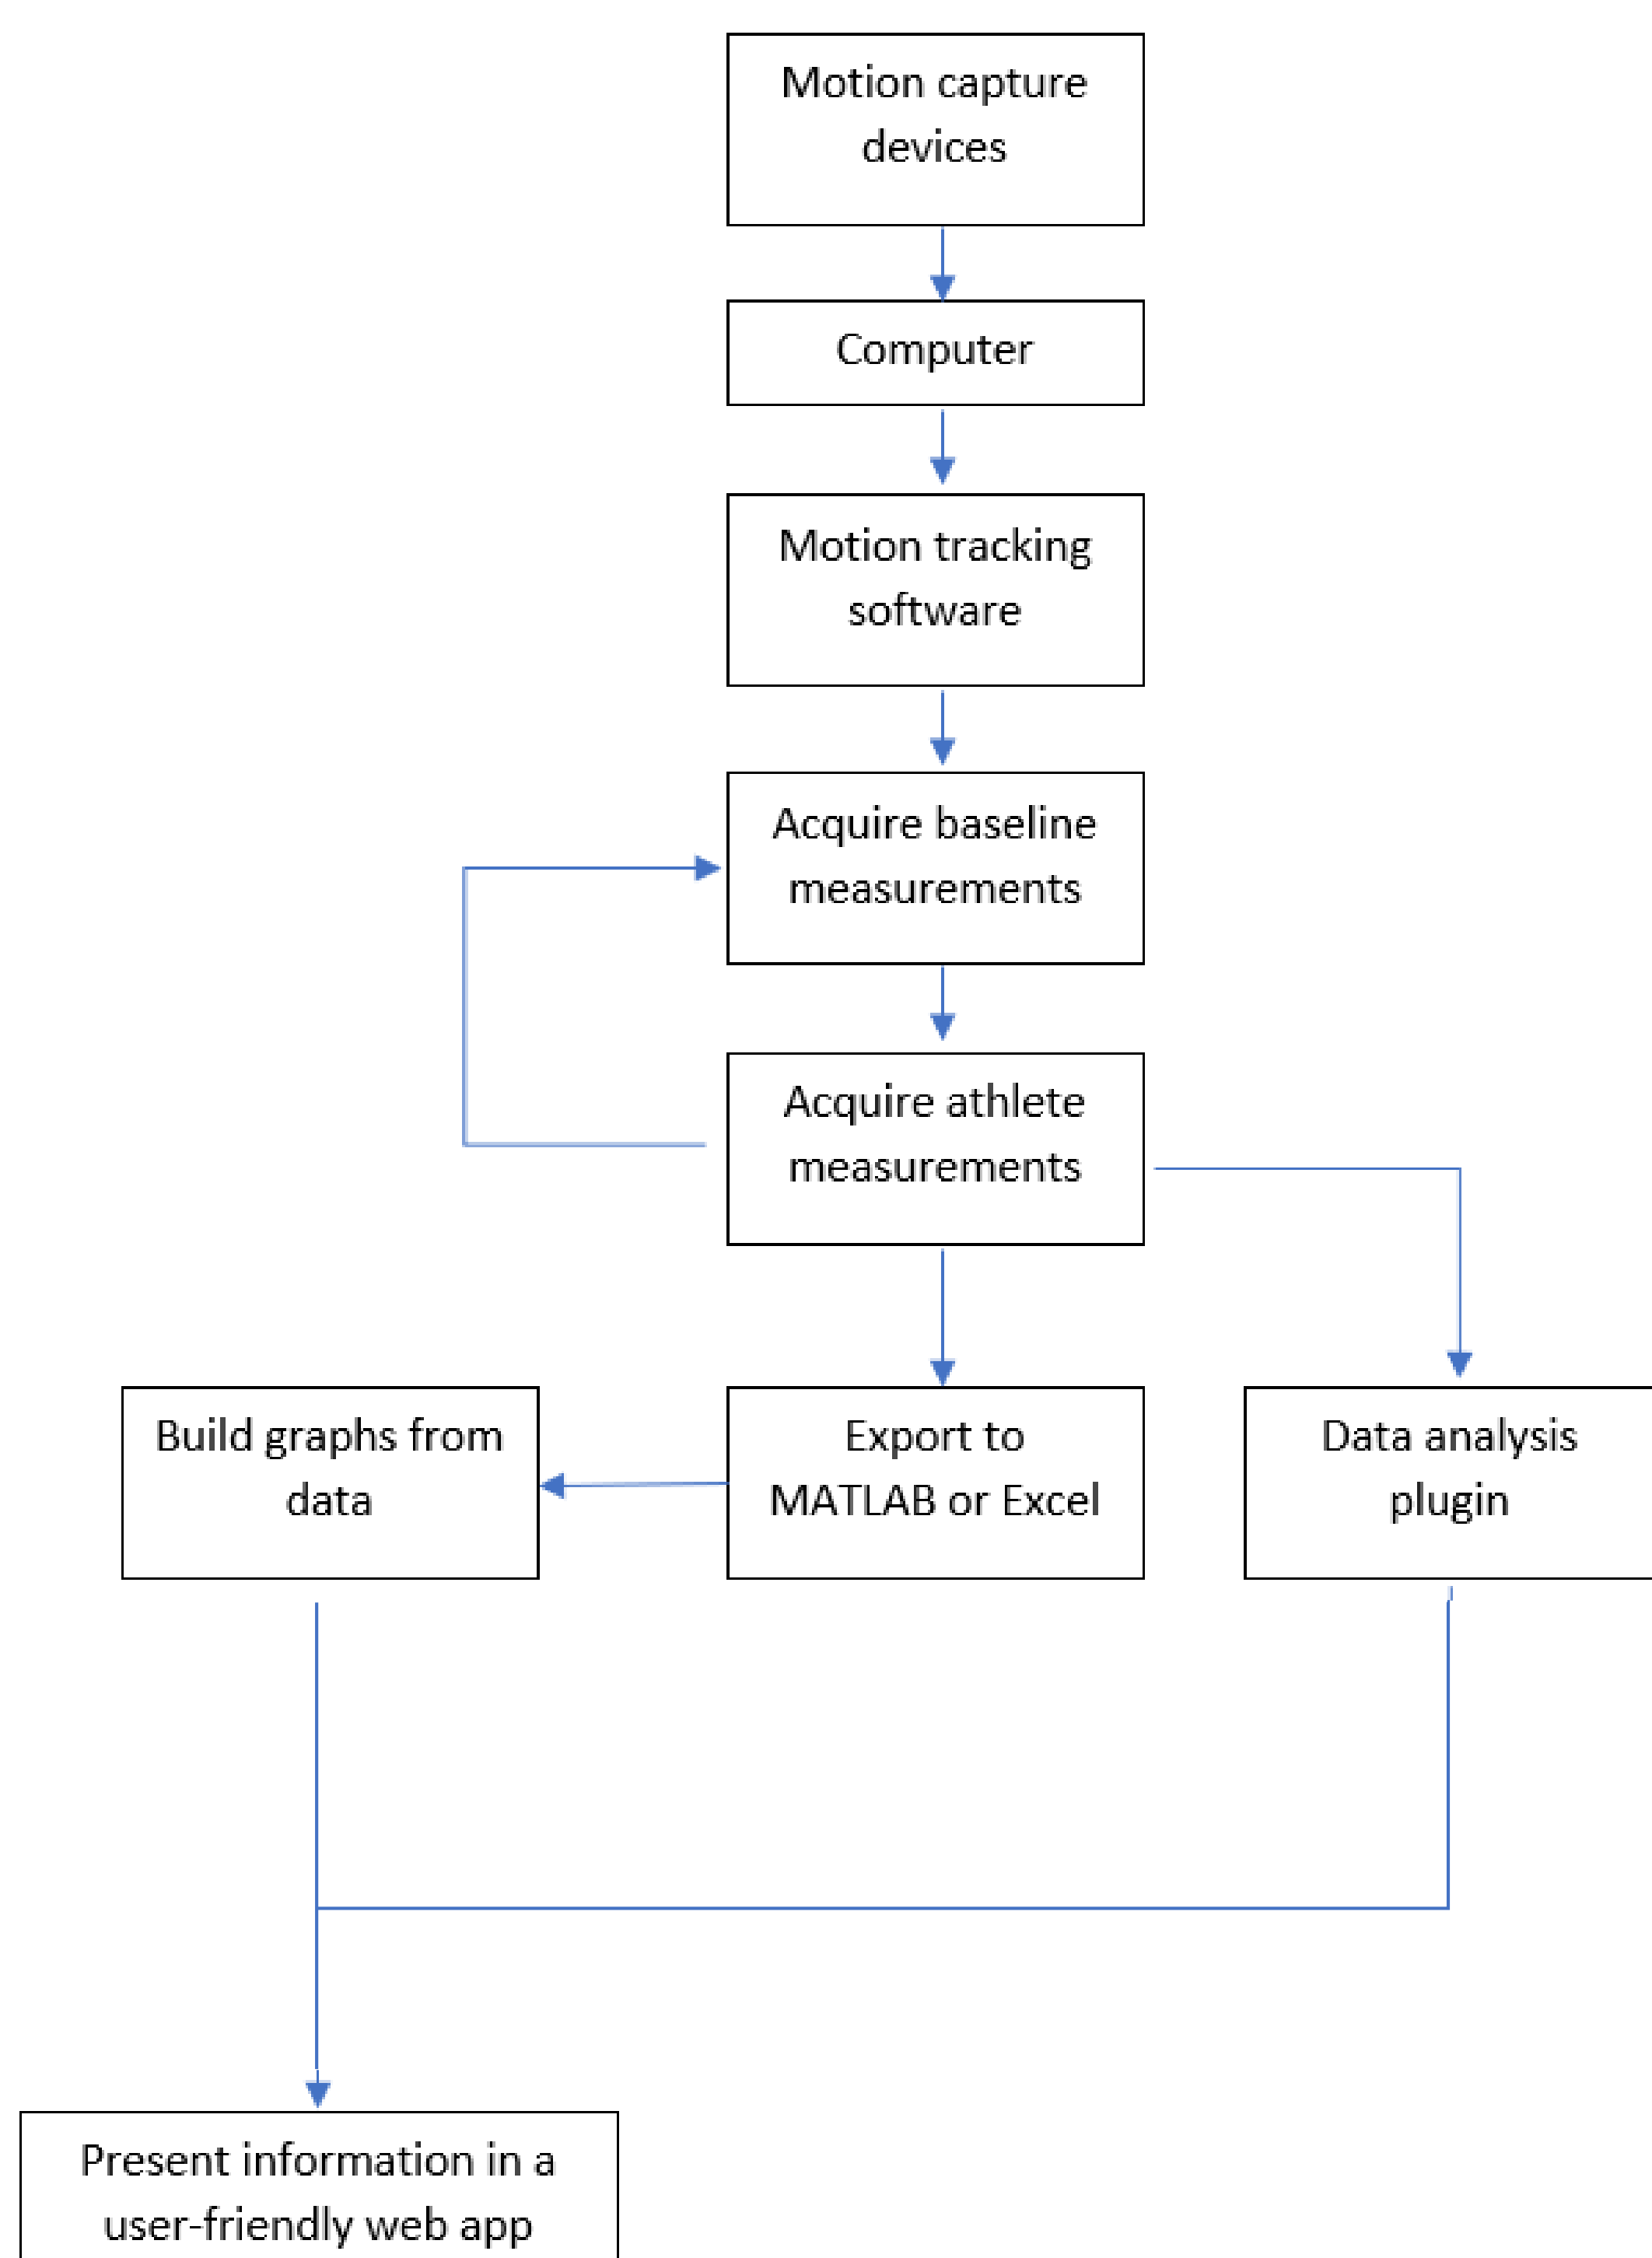 Motion capture
devices
Computer
Motion tracking
software
Acquire baseline
measurements
Acquire athlete
measurements
Build graphs from
data
Export to
MATLAB or Excel
Data analysis
plugin
Present information in a
user-friendly web app